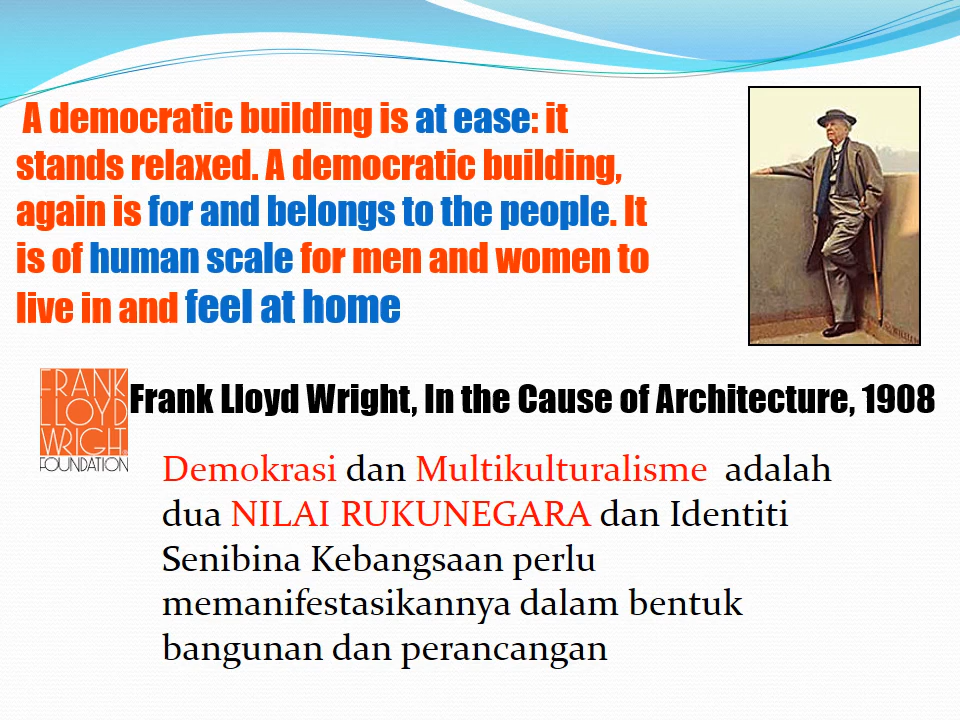 A democratic building is at ease: it
stands relaxed. A democratic building,
again is for and belongs to the people. It
is of human scale for men and women to
live in and feel at home
FRANK
LLOYD
WRIGHT
FOUNDATION
Frank Lloyd Wright, In the Cause of Architecture, 1908
Demokrasi dan Multikulturalisme adalah
dua NILAI RUKUNEGARA dan Identiti
Senibina Kebangsaan perlu
memanifestasikannya dalam bentuk
bangunan dan perancangan